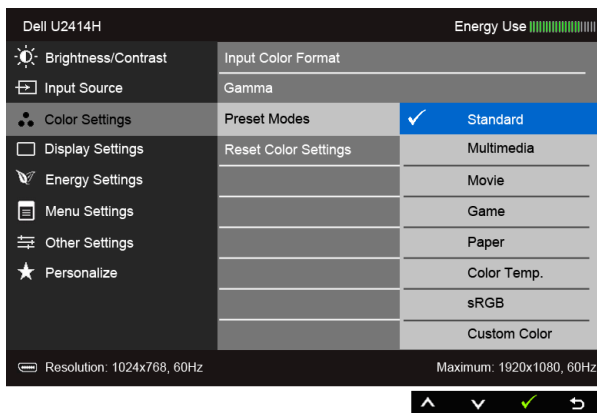 Dell U2414H Energy Use
Brightness/Contrast Input Color Format
Input Source Gamma
Color Settings Preset Modes Standard
Display Settings Reset Color Settings Multimedia
Energy Settings Movie
Menu Settings Game
Other Settings Paper
Personalize Color Temp.
sRGB
Custom Color
Resolution: 1024x768, 60Hz Maximum: 1920x1080, 60Hz